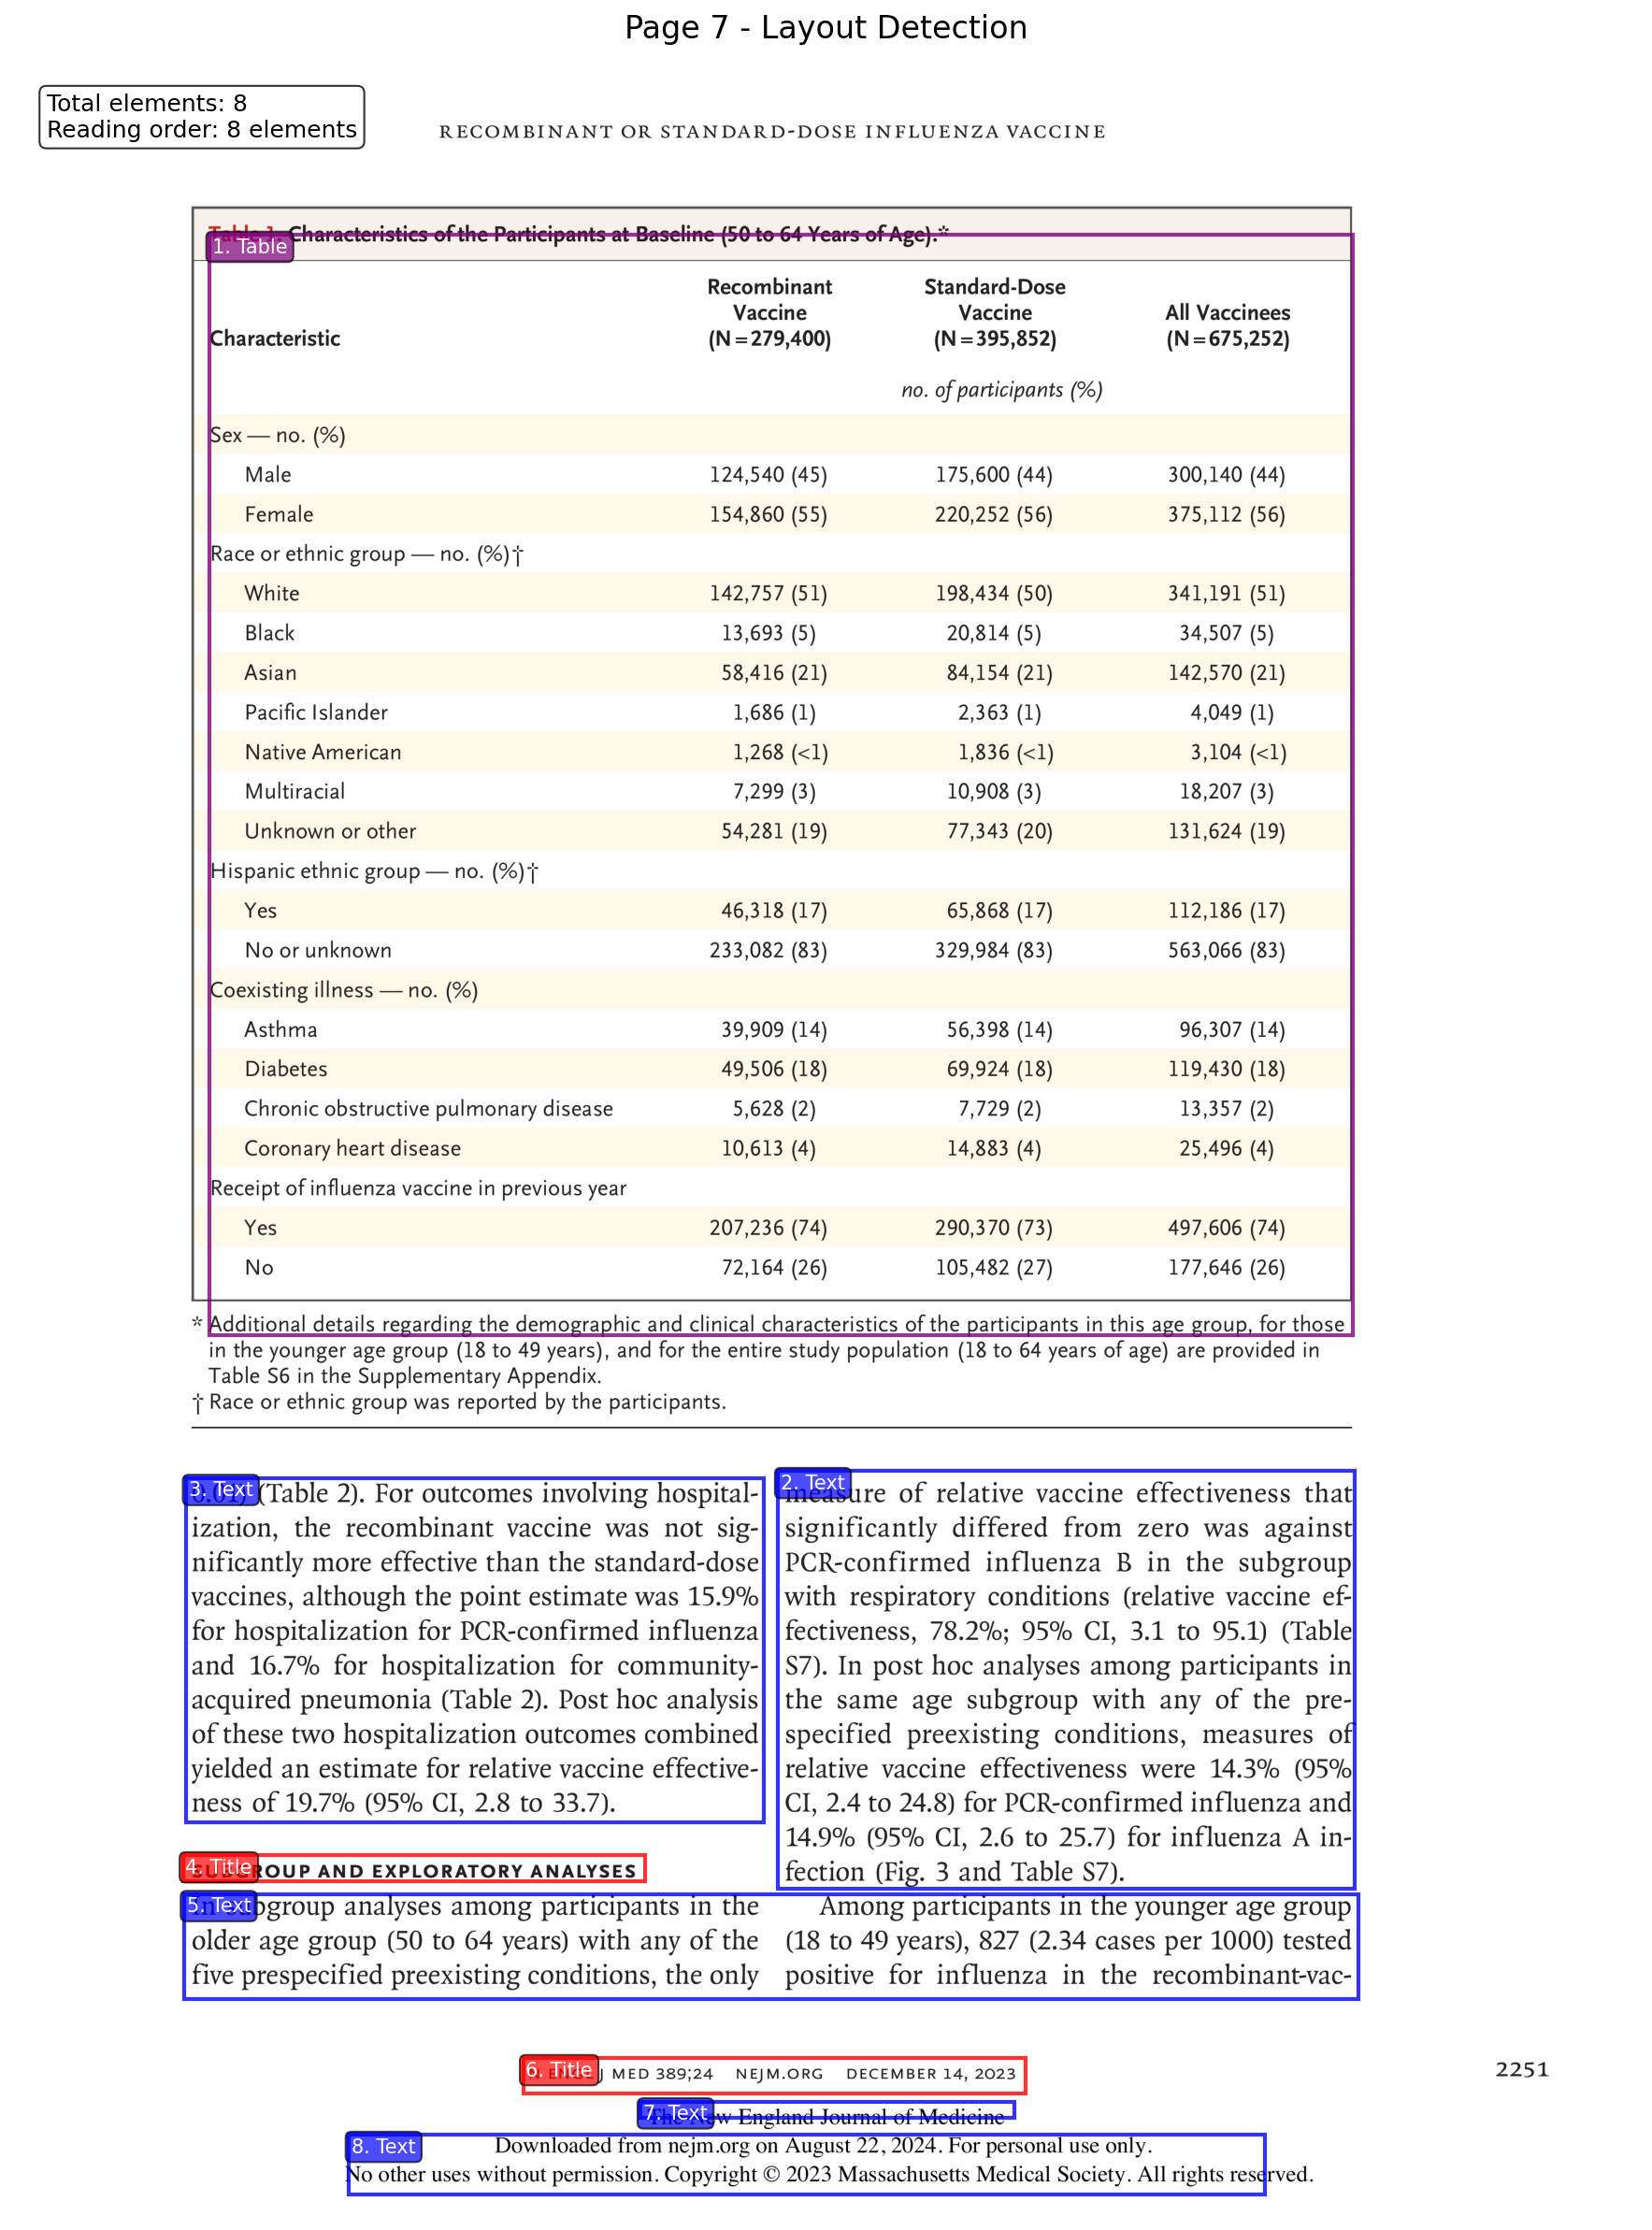 Page 7 - Layout Detection
Total elements: 8
Reading order: 8 elements
RECOMBINANT OR STANDARD-DOSE INFLUENZA VACCINE
Table 1. Characteristics of the Participants at Baseline (50 to 64 Years of Age).*
1. Table
Characteristic Recombinant Vaccine (N=279,400) Standard-Dose Vaccine (N=395,852) All Vaccinees (N=675,252)
no. of participants (%)
Sex — no. (%)
Male 124,540 (45) 175,600 (44) 300,140 (44)
Female 154,860 (55) 220,252 (56) 375,112 (56)
Race or ethnic group — no. (%)†
White 142,757 (51) 198,434 (50) 341,191 (51)
Black 13,693 (5) 20,814 (5) 34,507 (5)
Asian 58,416 (21) 84,154 (21) 142,570 (21)
Pacific Islander 1,686 (1) 2,363 (1) 4,049 (1)
Native American 1,268 (<1) 1,836 (<1) 3,104 (<1)
Multiracial 7,299 (3) 10,908 (3) 18,207 (3)
Unknown or other 54,281 (19) 77,343 (20) 131,624 (19)
Hispanic ethnic group — no. (%)†
Yes 46,318 (17) 65,868 (17) 112,186 (17)
No or unknown 233,082 (83) 329,984 (83) 563,066 (83)
Coexisting illness — no. (%)
Asthma 39,909 (14) 56,398 (14) 96,307 (14)
Diabetes 49,506 (18) 69,924 (18) 119,430 (18)
Chronic obstructive pulmonary disease 5,628 (2) 7,729 (2) 13,357 (2)
Coronary heart disease 10,613 (4) 14,883 (4) 25,496 (4)
Receipt of influenza vaccine in previous year
Yes 207,236 (74) 290,370 (73) 497,606 (74)
No 72,164 (26) 105,482 (27) 177,646 (26)
* Additional details regarding the demographic and clinical characteristics of the participants in this age group, for those
in the younger age group (18 to 49 years), and for the entire study population (18 to 64 years of age) are provided in
Table S6 in the Supplementary Appendix.
† Race or ethnic group was reported by the participants.
3. Text
(Table 2). For outcomes involving hospital-
ization, the recombinant vaccine was not sig-
nificantly more effective than the standard-dose
vaccines, although the point estimate was 15.9%
for hospitalization for PCR-confirmed influenza
and 16.7% for hospitalization for community-
acquired pneumonia (Table 2). Post hoc analysis
of these two hospitalization outcomes combined
yielded an estimate for relative vaccine effective-
ness of 19.7% (95% CI, 2.8 to 33.7).
4. Title
SUBGROUP AND EXPLORATORY ANALYSES
5. Text
In subgroup analyses among participants in the
older age group (50 to 64 years) with any of the
five prespecified preexisting conditions, the only
2. Text
measure of relative vaccine effectiveness that
significantly differed from zero was against
PCR-confirmed influenza B in the subgroup
with respiratory conditions (relative vaccine ef-
fectiveness, 78.2%; 95% CI, 3.1 to 95.1) (Table
S7). In post hoc analyses among participants in
the same age subgroup with any of the pre-
specified preexisting conditions, measures of
relative vaccine effectiveness were 14.3% (95%
CI, 2.4 to 24.8) for PCR-confirmed influenza and
14.9% (95% CI, 2.6 to 25.7) for influenza A in-
fection (Fig. 3 and Table S7).
Among participants in the younger age group
(18 to 49 years), 827 (2.34 cases per 1000) tested
positive for influenza in the recombinant-vac-
6. Title
J MED 389;24 NEJM.ORG DECEMBER 14, 2023
2251
7. Text
The New England Journal of Medicine
8. Text
Downloaded from nejm.org on August 22, 2024. For personal use only.
No other uses without permission. Copyright © 2023 Massachusetts Medical Society. All rights reserved.